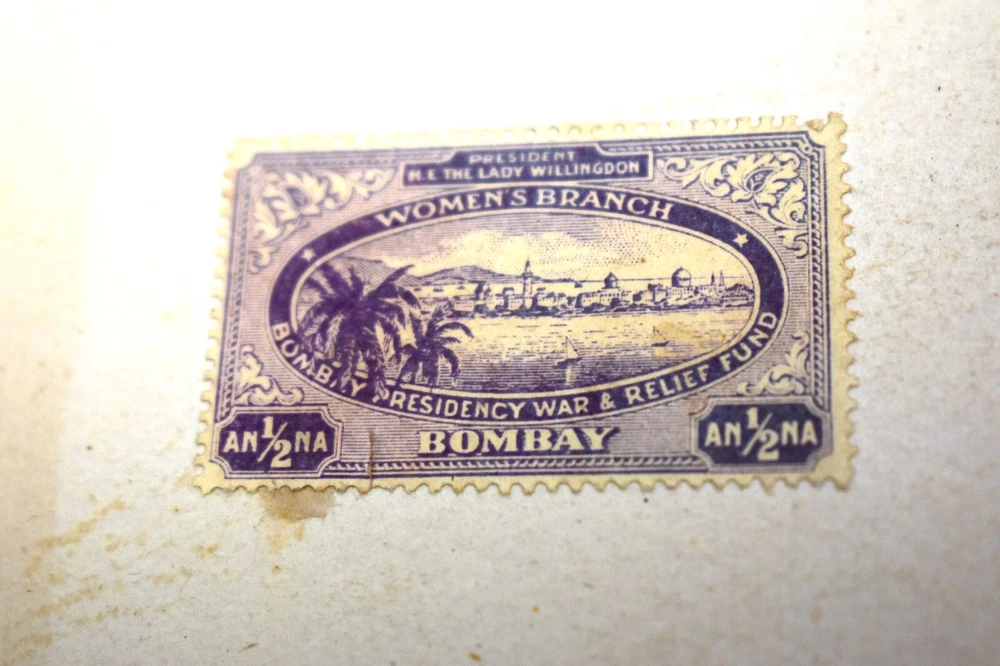 PRESIDENT
H.E THE LADY WILLINGDON
WOMEN'S BRANCH
BOMBAY PRESIDENCY WAR & RELIEF FUND
AN ½ NA
BOMBAY
AN ½ NA